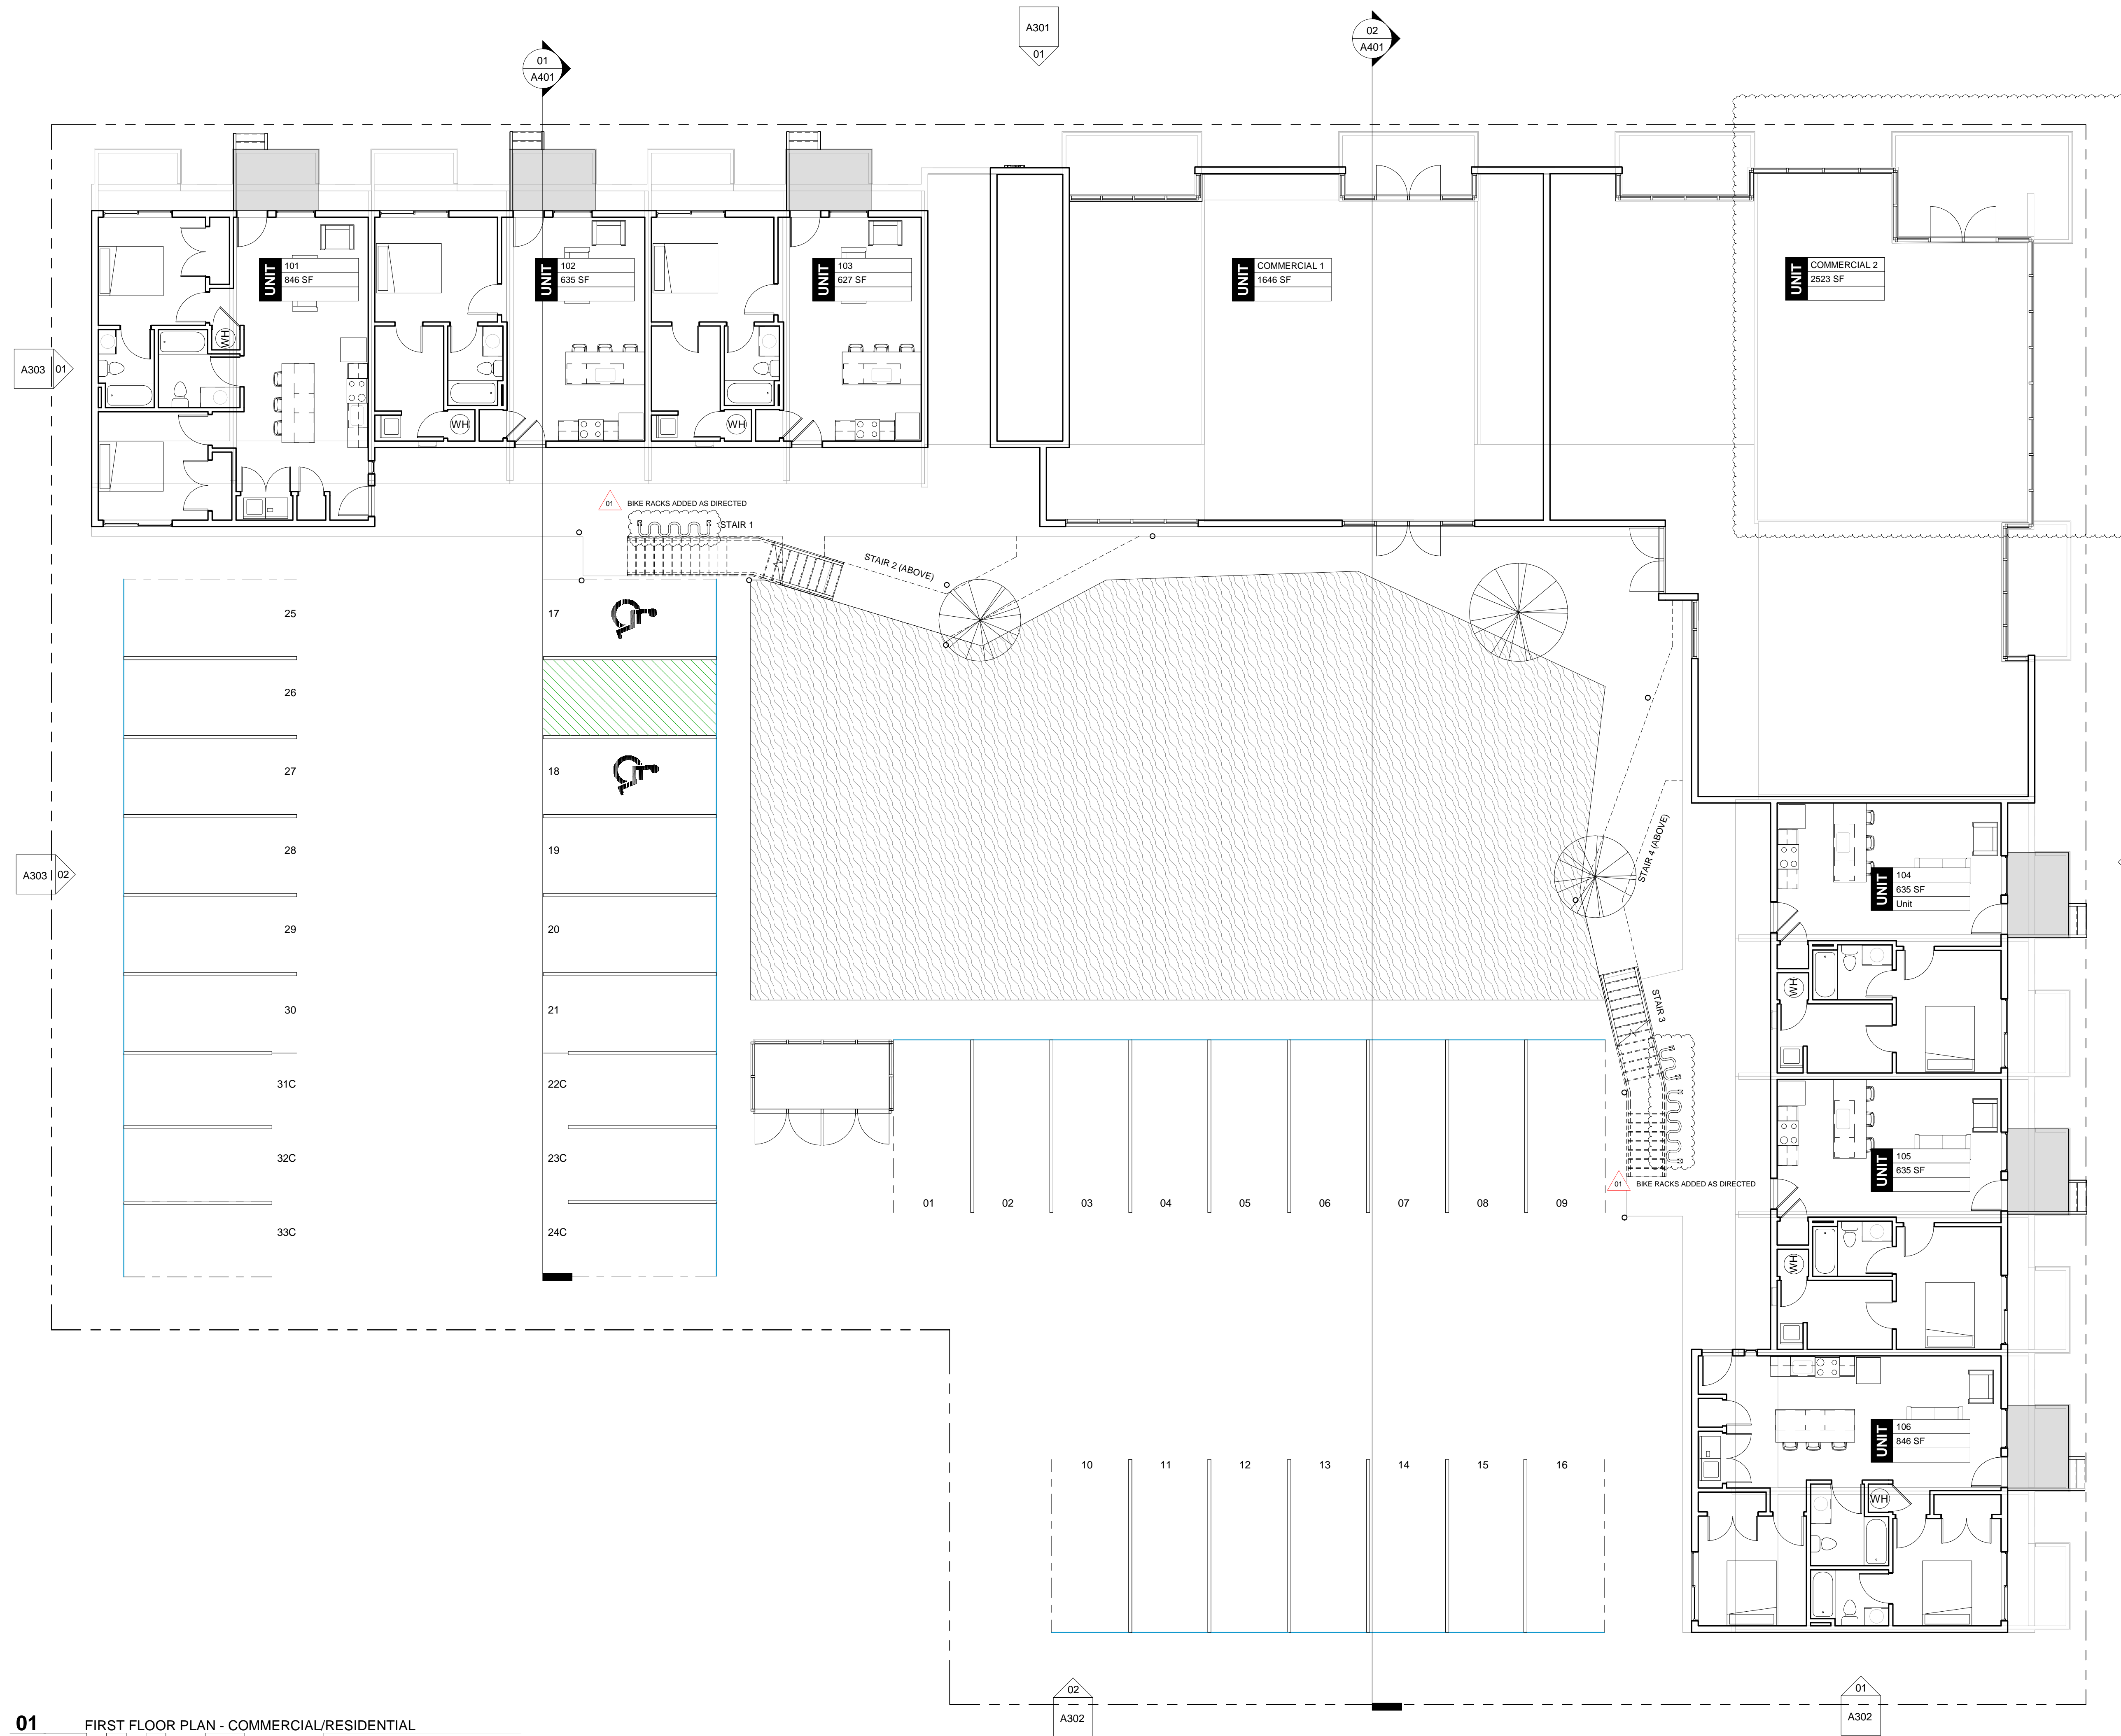 A301
01
02
A401
01
A401
UNIT
101
846 SF
UNIT
102
635 SF
UNIT
103
627 SF
UNIT
COMMERCIAL 1
1646 SF
UNIT
COMMERCIAL 2
2523 SF
WH
WH
WH
A303
01
01
BIKE RACKS ADDED AS DIRECTED
STAIR 1
STAIR 2 (ABOVE)
25
26
27
28
29
30
31C
32C
33C
17
18
19
20
21
22C
23C
24C
A303
02
STAIR 4 (ABOVE)
STAIR 3
UNIT
104
635 SF
Unit
WH
UNIT
105
635 SF
WH
01
BIKE RACKS ADDED AS DIRECTED
01
02
03
04
05
06
07
08
09
UNIT
106
846 SF
WH
10
11
12
13
14
15
16
02
A302
01
A302
01
FIRST FLOOR PLAN - COMMERCIAL/RESIDENTIAL